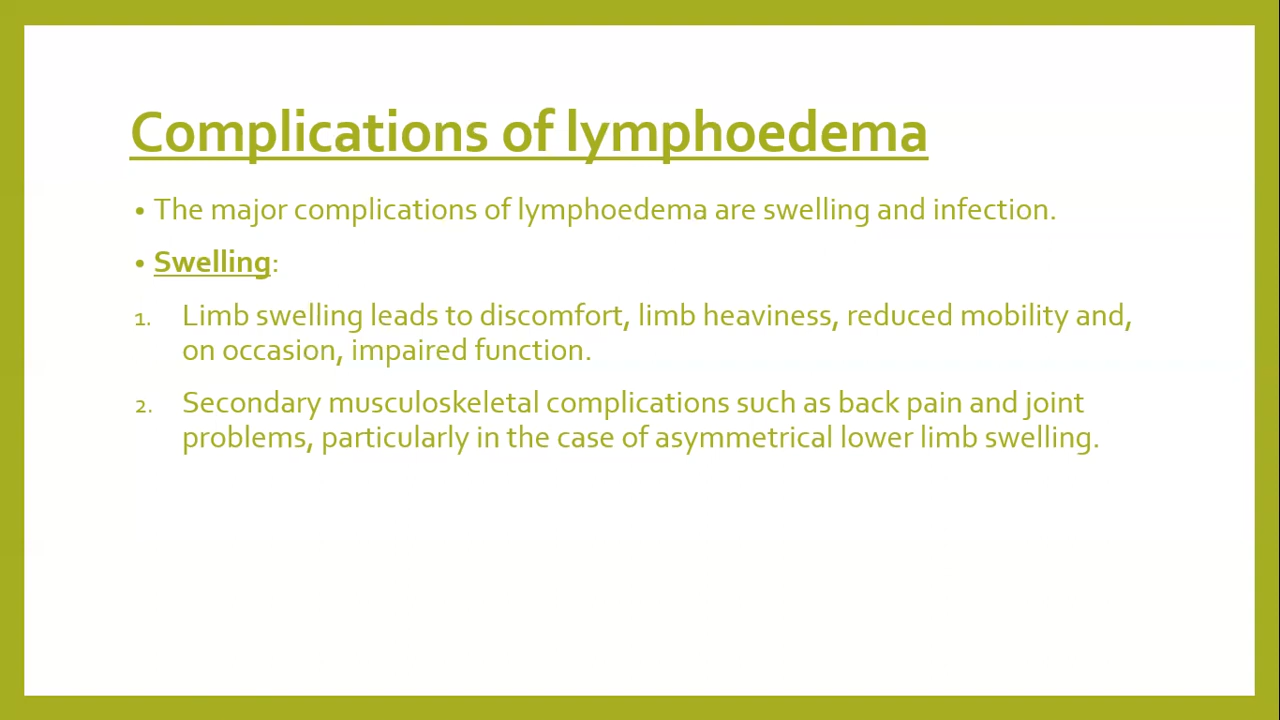 Complications of lymphoedema
• The major complications of lymphoedema are swelling and infection.
• Swelling:
1. Limb swelling leads to discomfort, limb heaviness, reduced mobility and,
on occasion, impaired function.
2. Secondary musculoskeletal complications such as back pain and joint
problems, particularly in the case of asymmetrical lower limb swelling.